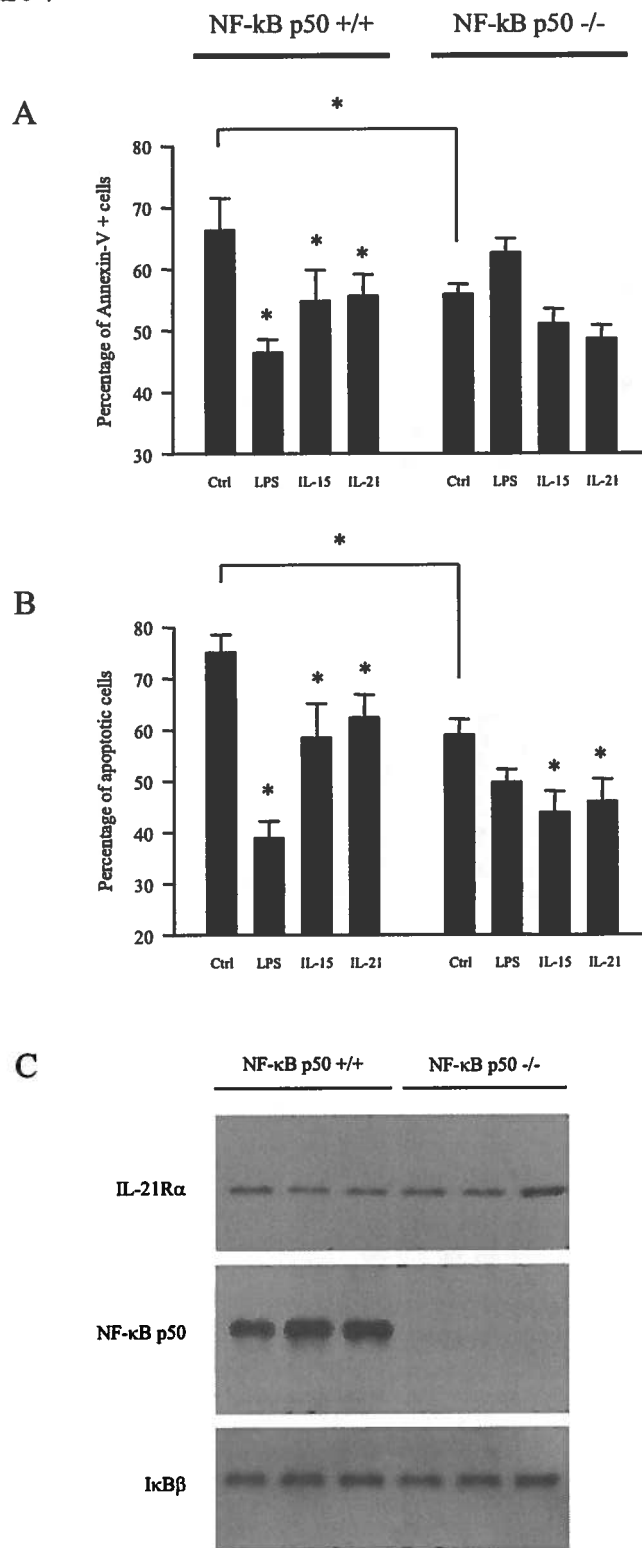 NF-kB p50 +/+ NF-kB p50 -/-
A
*
80
70
60
50
40
30
Percentage of Annexin-V + cells
* * *
Ctrl LPS IL-15 IL-21 Ctrl LPS IL-15 IL-21
B
*
80
70
60
50
40
30
20
Percentage of apoptotic cells
* * * * *
Ctrl LPS IL-15 IL-21 Ctrl LPS IL-15 IL-21
C
NF-κB p50 +/+ NF-κB p50 -/-
IL-21Rα
NF-κB p50
IκBβ